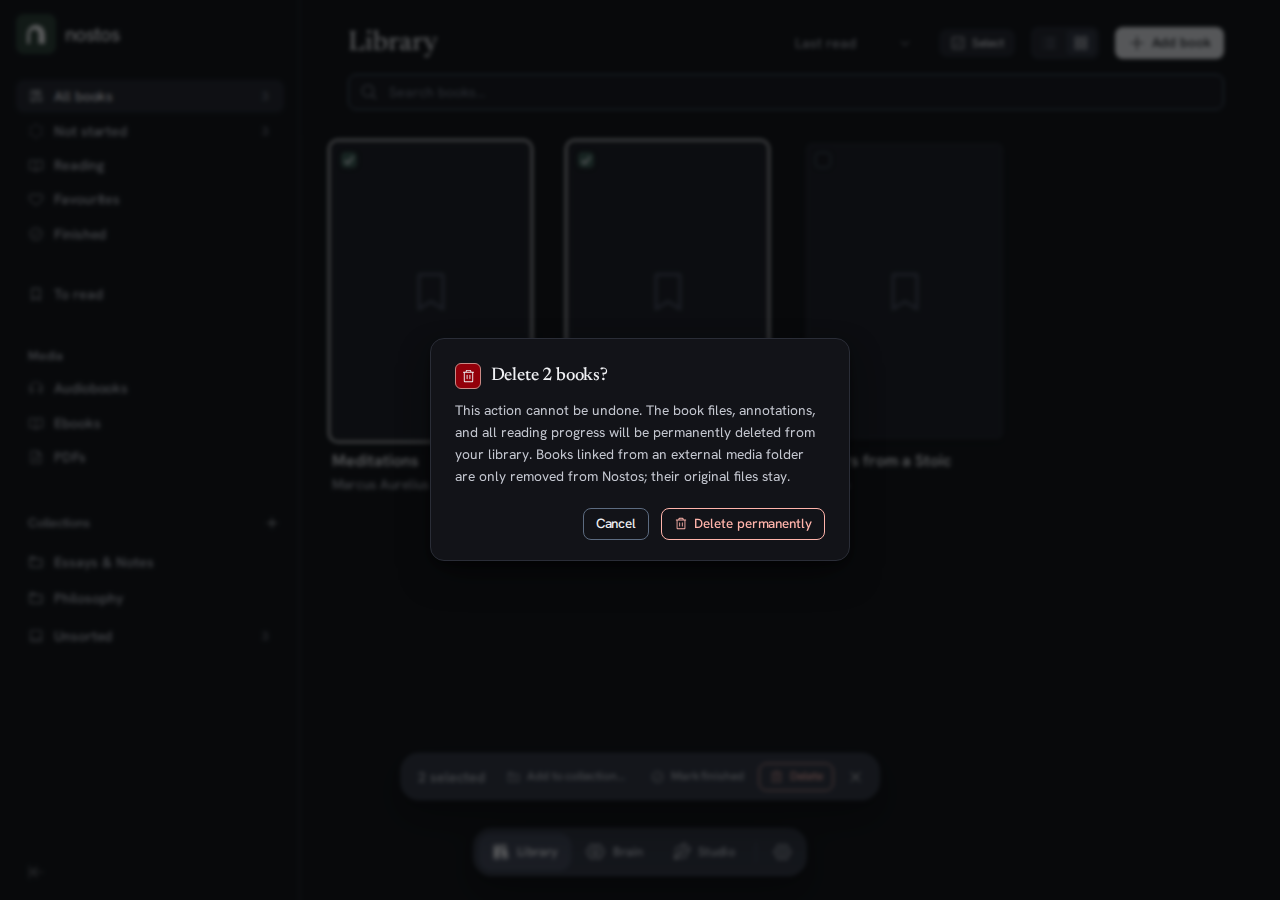 nostos
Library
Last read
Select
Add book
All books
Search books...
Not started
Reading
Favourites
Finished
To read
Media
Audiobooks
Ebooks
PDFs
Collections
Essays & Notes
Philosophy
Unsorted
Meditations
Marcus Aurelius
s from a Stoic
Delete 2 books?
This action cannot be undone. The book files, annotations,
and all reading progress will be permanently deleted from
your library. Books linked from an external media folder
are only removed from Nostos; their original files stay.
Cancel
Delete permanently
2 selected
Add to collection...
Mark finished
Delete
Library
Brain
Studio